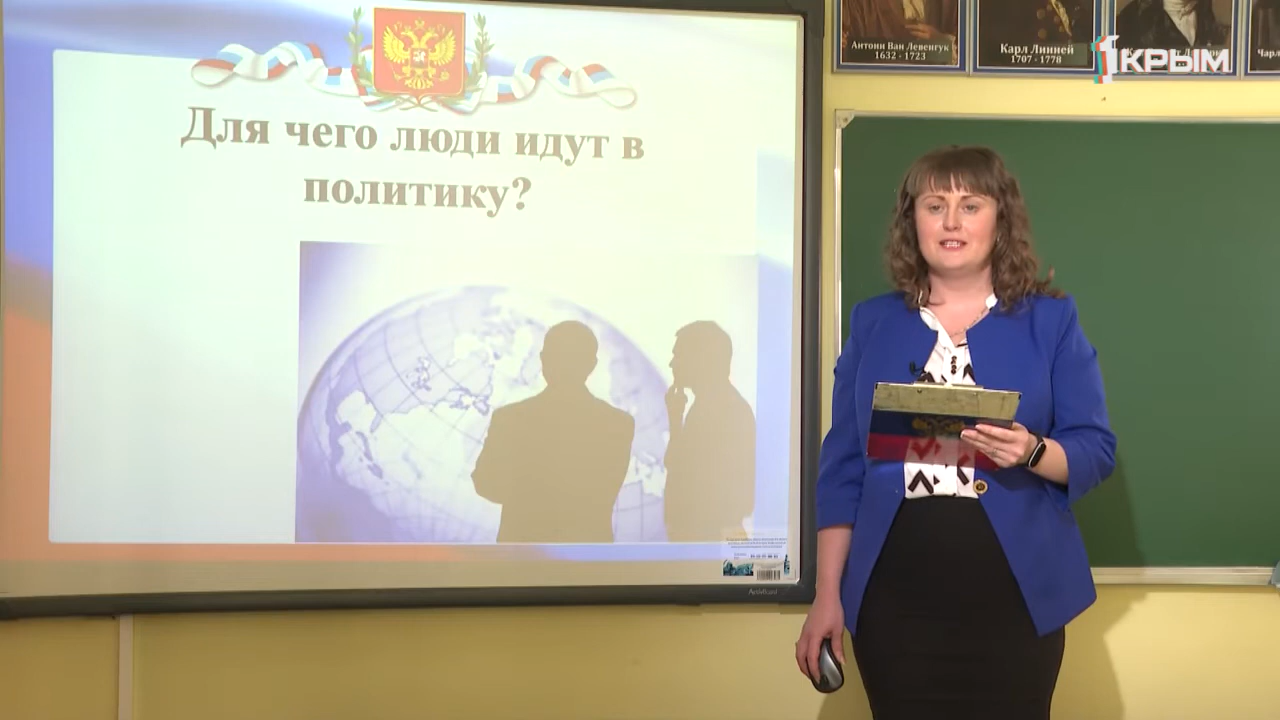 Для чего люди идут в
политику?
Антони Ван Левенгук
1632 - 1723
Карл Линней
1707 - 1778
1КРЫМ